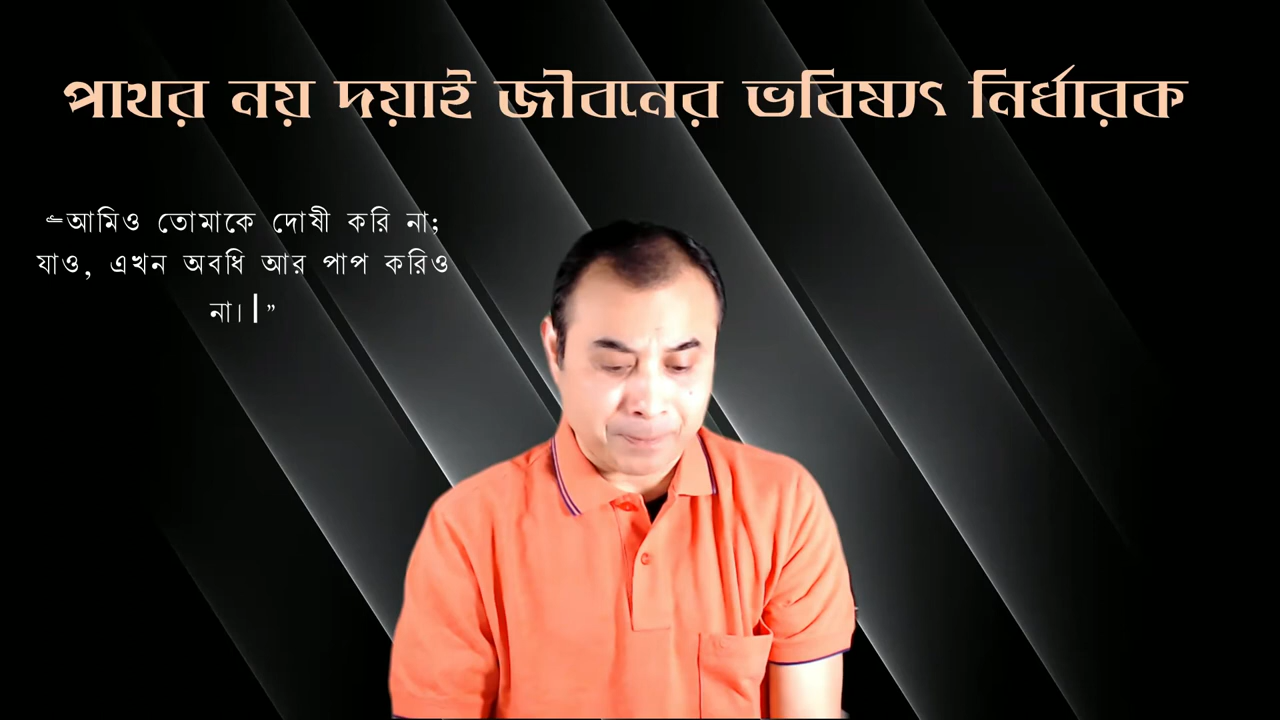 পাথর নয় দয়াই জীবনের ভবিষ্যৎ নির্ধারক
“আমিও তোমাকে দোষী করি না;
যাও, এখন অবধি আর পাপ করিও
না।|”